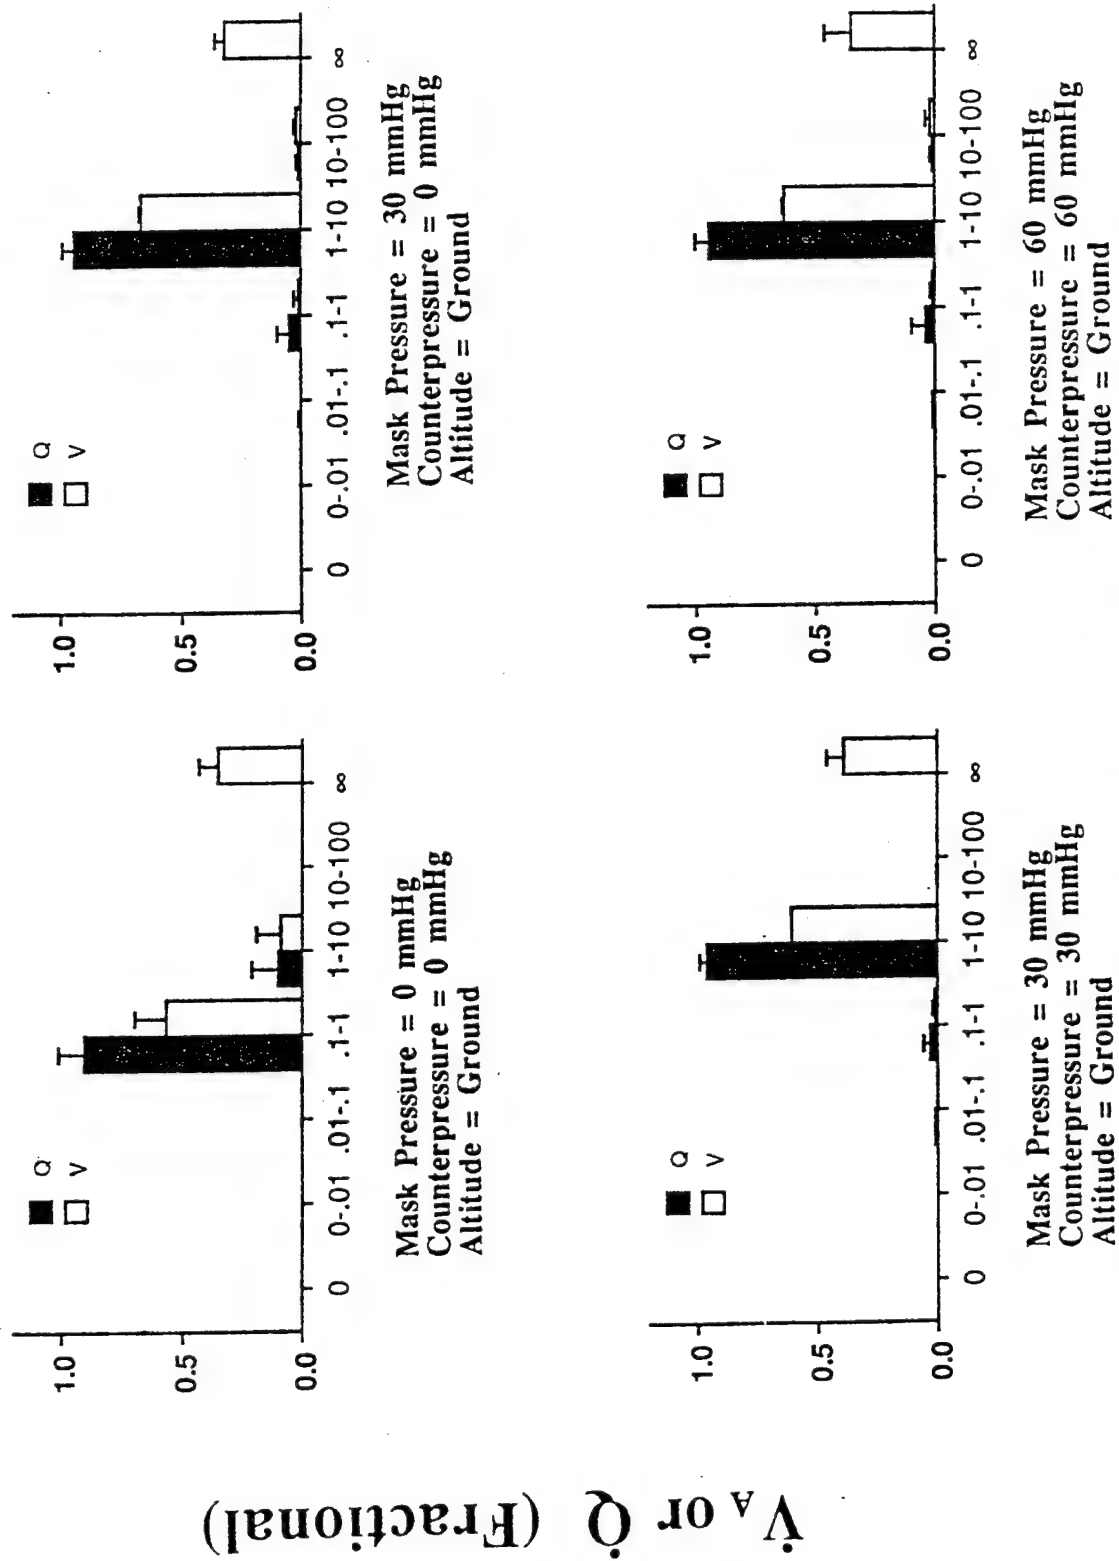 V̇A or Q̇ (Fractional)
1.0
0.5
0.0
Q
V
0 0-.01 .01-.1 .1-1 1-10 10-100 ∞
Mask Pressure = 0 mmHg
Counterpressure = 0 mmHg
Altitude = Ground
1.0
0.5
0.0
Q
V
0 0-.01 .01-.1 .1-1 1-10 10-100 ∞
Mask Pressure = 30 mmHg
Counterpressure = 0 mmHg
Altitude = Ground
1.0
0.5
0.0
Q
V
0 0-.01 .01-.1 .1-1 1-10 10-100 ∞
Mask Pressure = 30 mmHg
Counterpressure = 30 mmHg
Altitude = Ground
1.0
0.5
0.0
Q
V
0 0-.01 .01-.1 .1-1 1-10 10-100 ∞
Mask Pressure = 60 mmHg
Counterpressure = 60 mmHg
Altitude = Ground